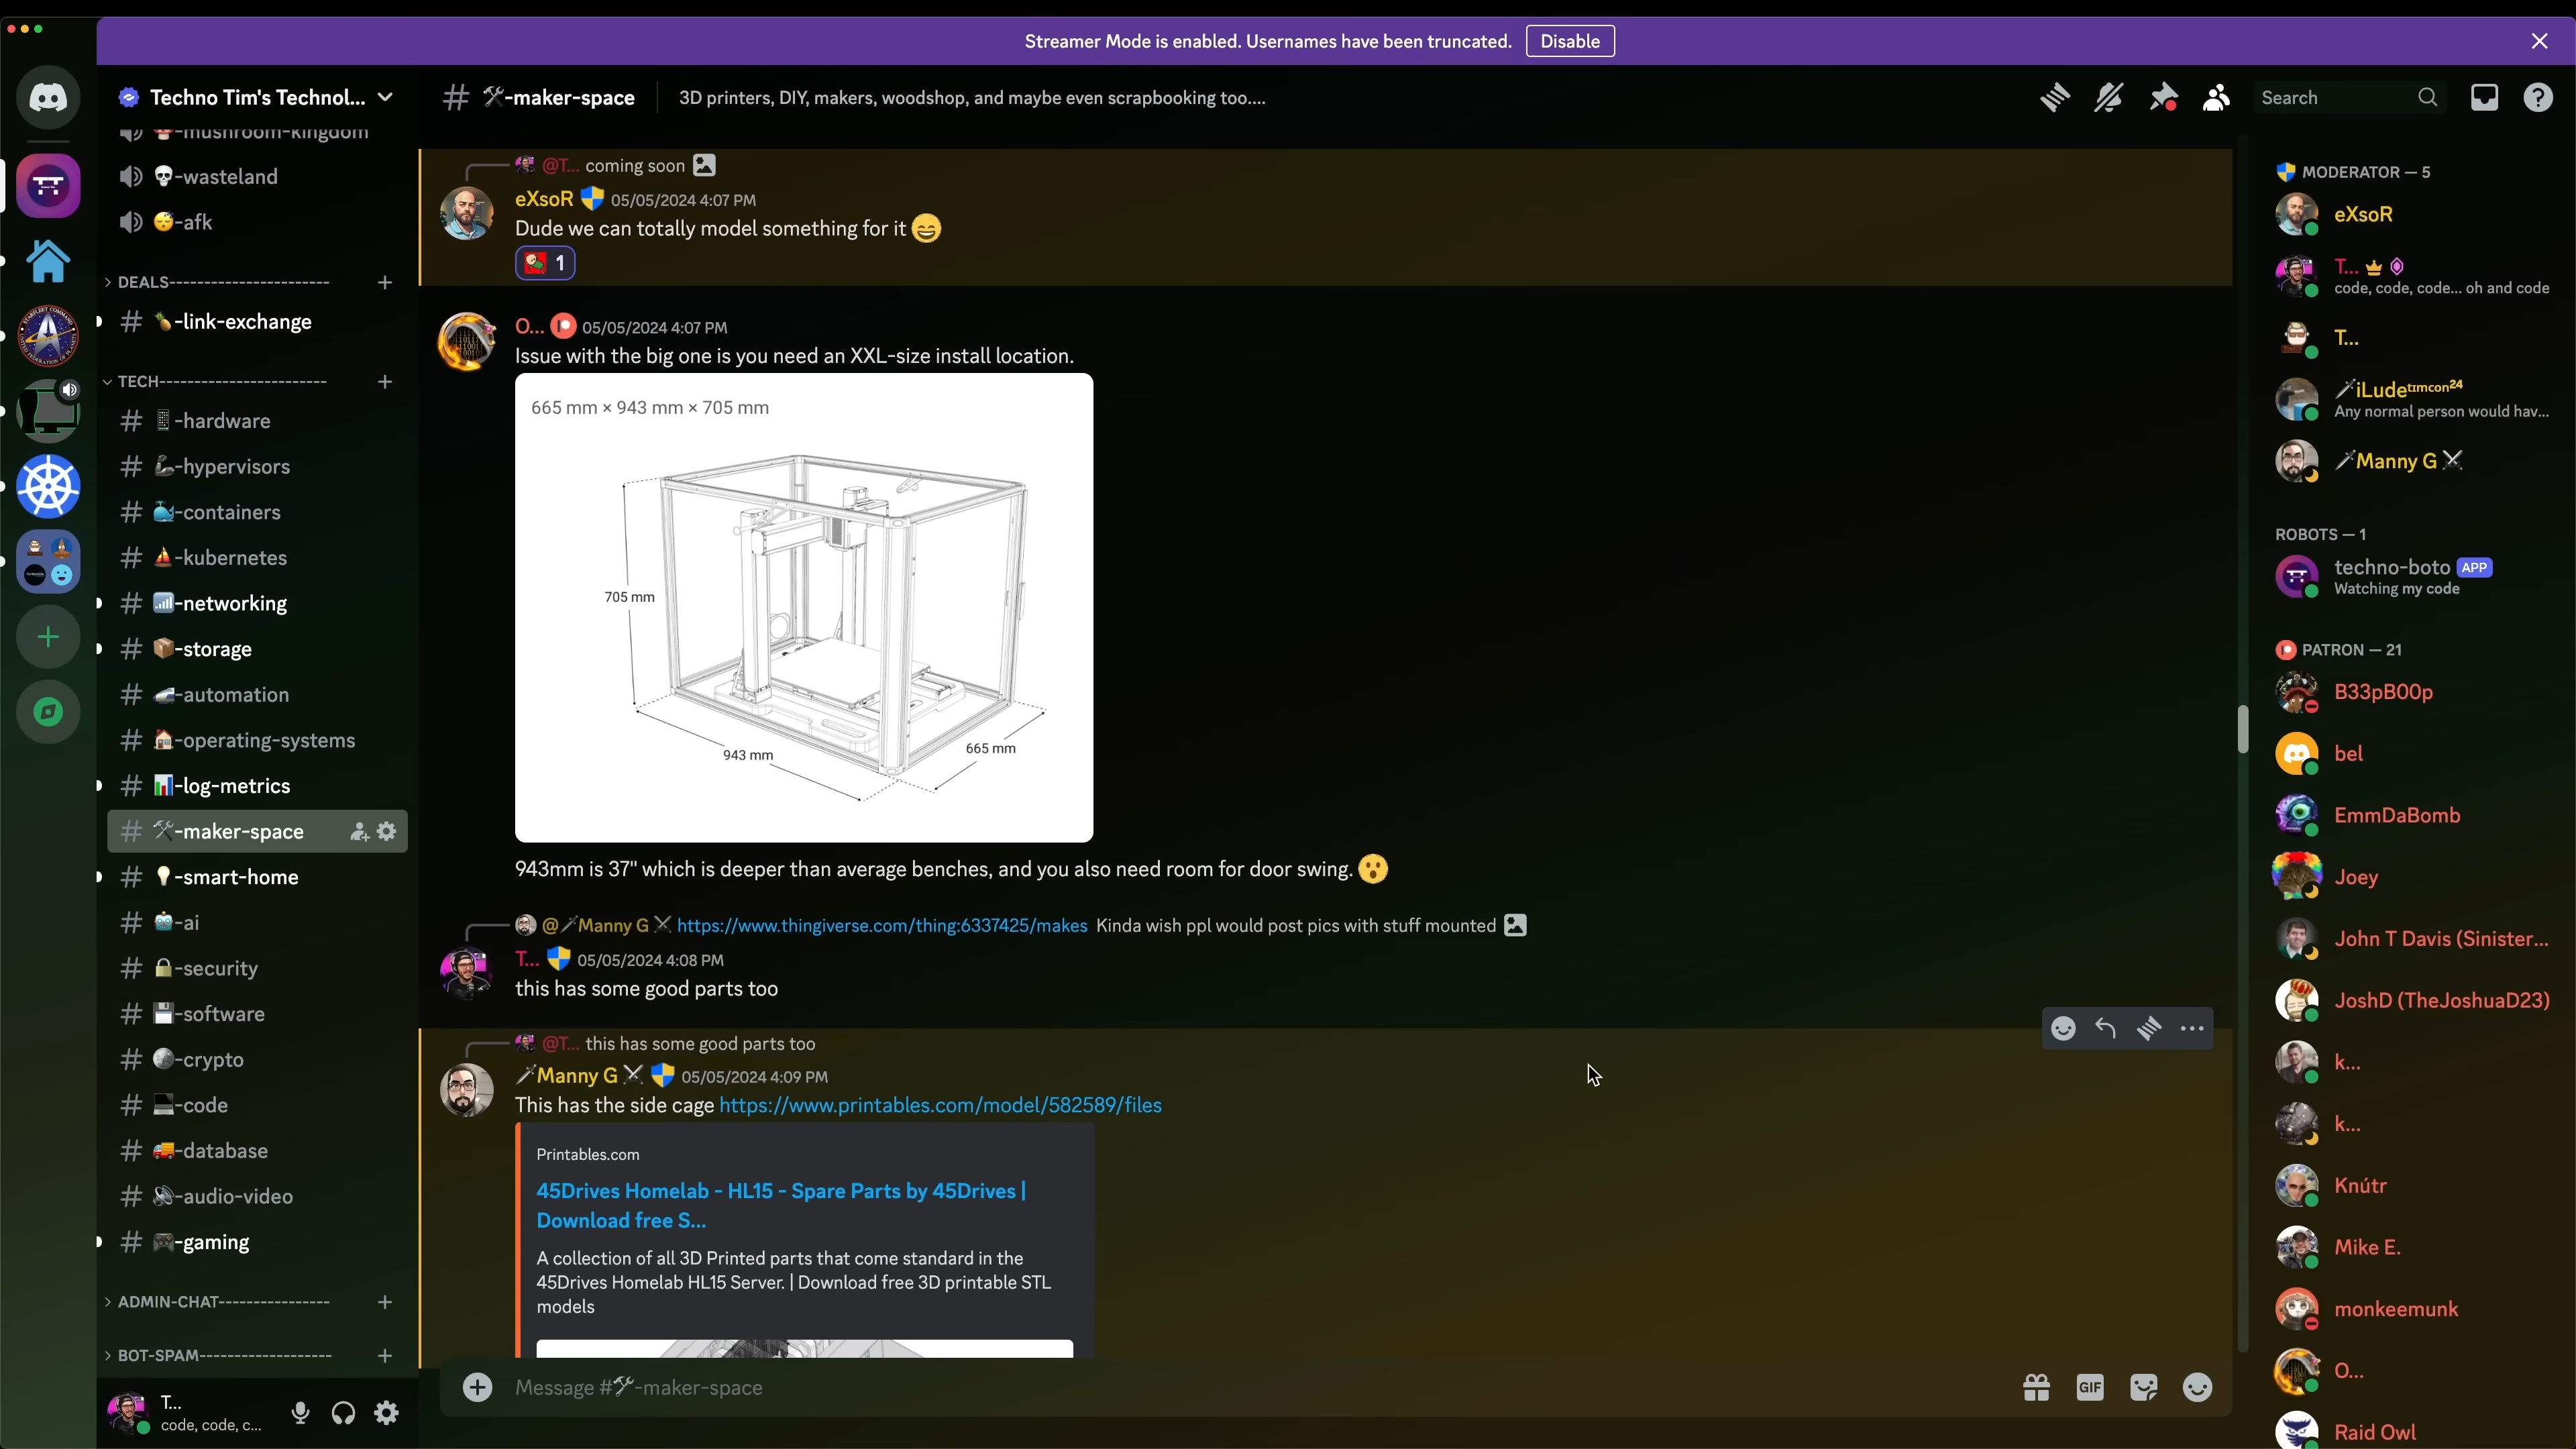 Streamer Mode is enabled. Usernames have been truncated. Disable
Techno Tim's Technol...
-mushroom-kingdom
💀-wasteland
😴-afk
DEALS-----------------------
🍍-link-exchange
TECH------------------------
📱-hardware
🦾-hypervisors
🐳-containers
⛵-kubernetes
📶-networking
📦-storage
🚅-automation
🏠-operating-systems
📊-log-metrics
🛠-maker-space
💡-smart-home
🤖-ai
🔒-security
💾-software
🪙-crypto
💻-code
🚚-database
🔊-audio-video
🎮-gaming
ADMIN-CHAT----------------
BOT-SPAM-------------------
T...
code, code, c...
# 🛠-maker-space
3D printers, DIY, makers, woodshop, and maybe even scrapbooking too....
Search
@T... coming soon
eXsoR 05/05/2024 4:07 PM
Dude we can totally model something for it 😄
1
O... 05/05/2024 4:07 PM
Issue with the big one is you need an XXL-size install location.
665 mm × 943 mm × 705 mm
705 mm
943 mm
665 mm
943mm is 37" which is deeper than average benches, and you also need room for door swing. 😮
@🗡Manny G ⚔ https://www.thingiverse.com/thing:6337425/makes Kinda wish ppl would post pics with stuff mounted
T... 05/05/2024 4:08 PM
this has some good parts too
@T... this has some good parts too
🗡Manny G ⚔ 05/05/2024 4:09 PM
This has the side cage https://www.printables.com/model/582589/files
Printables.com
45Drives Homelab - HL15 - Spare Parts by 45Drives |
Download free S...
A collection of all 3D Printed parts that come standard in the
45Drives Homelab HL15 Server. | Download free 3D printable STL
models
Message #🛠-maker-space
GIF
MODERATOR — 5
eXsoR
T...
code, code, code... oh and code
T...
🗡iLudeᵗɪᵐᶜᵒⁿ²⁴
Any normal person would hav...
🗡Manny G ⚔
ROBOTS — 1
techno-boto APP
Watching my code
PATRON — 21
B33pB00p
bel
EmmDaBomb
Joey
John T Davis (Sinister...
JoshD (TheJoshuaD23)
k...
k...
Knútr
Mike E.
monkeemunk
O...
Raid Owl